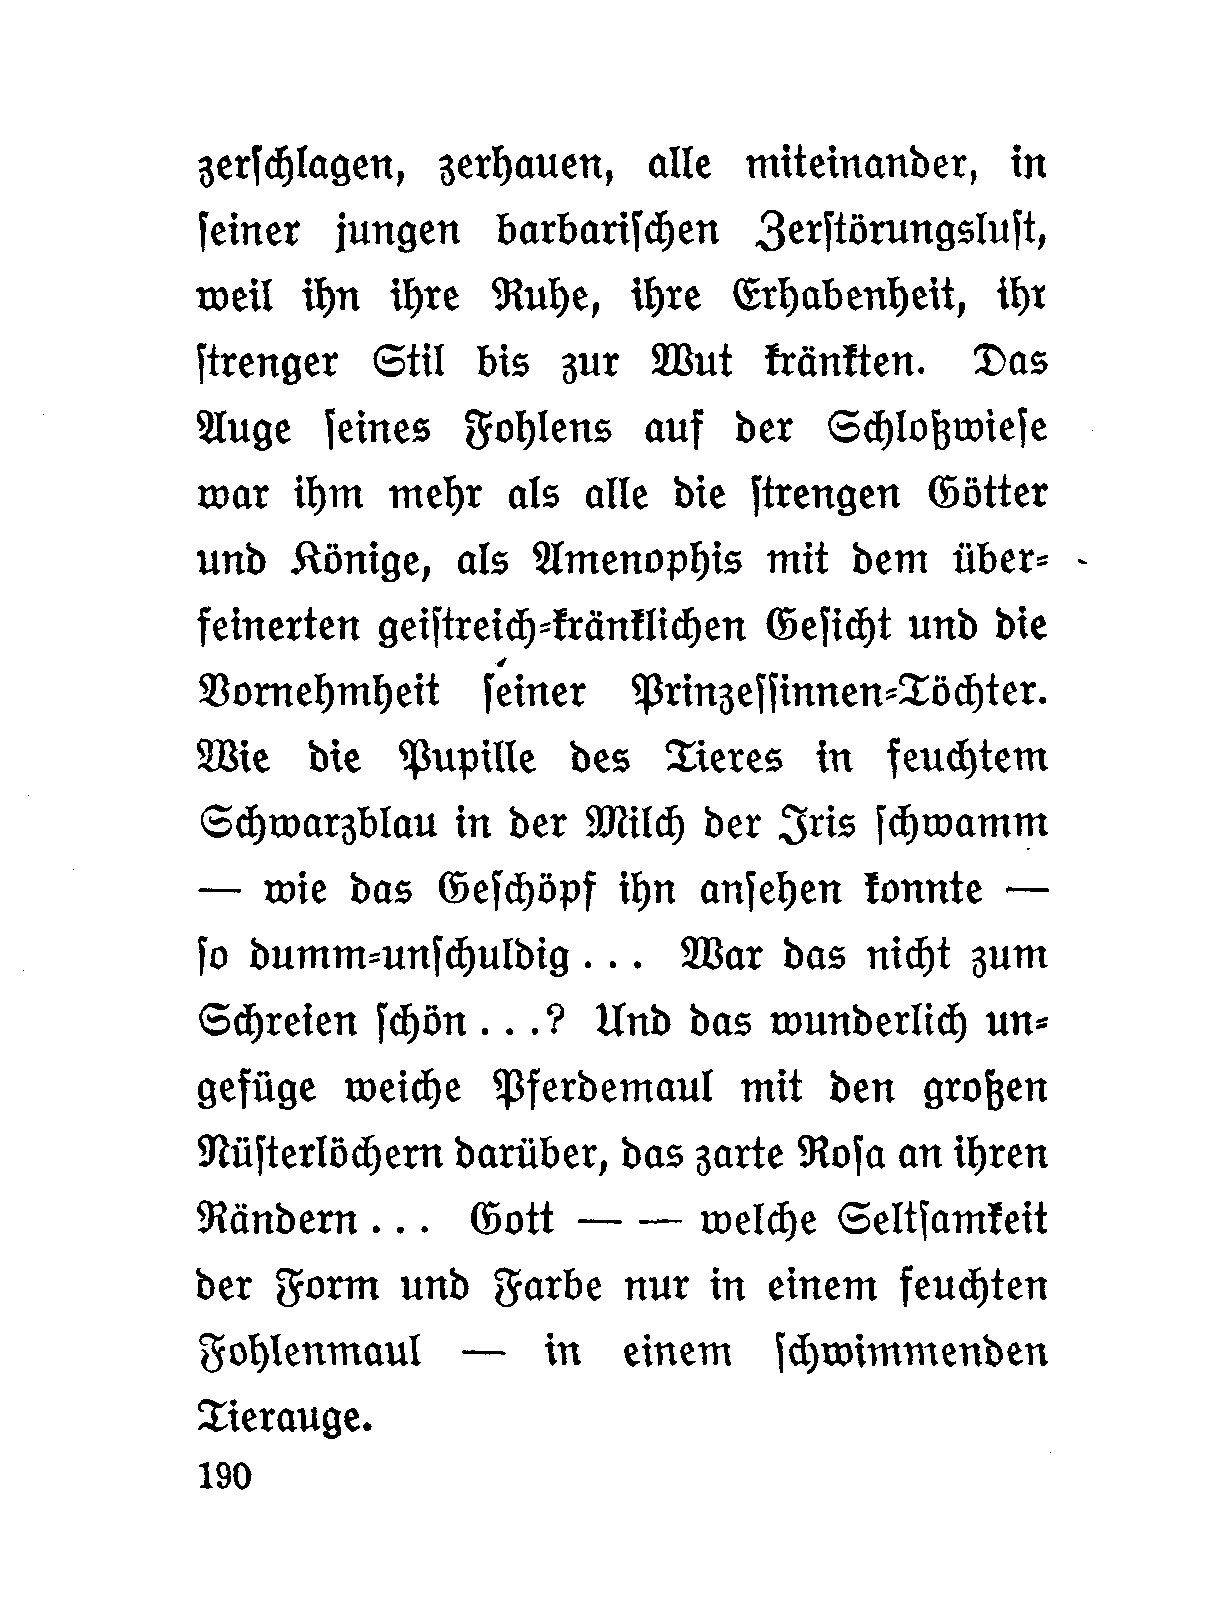 zerſchlagen, zerhauen, alle miteinander, in
ſeiner jungen barbariſchen Zerſtörungsluſt,
weil ihn ihre Ruhe, ihre Erhabenheit, ihr
ſtrenger Stil bis zur Wut kränkten. Das
Auge ſeines Fohlens auf der Schloßwieſe
war ihm mehr als alle die ſtrengen Götter
und Könige, als Amenophis mit dem über⸗
feinerten geiſtreich⸗kränklichen Geſicht und die
Vornehmheit ſeiner Prinzeſſinnen⸗Töchter.
Wie die Pupille des Tieres in feuchtem
Schwarzblau in der Milch der Iris ſchwamm
— wie das Geſchöpf ihn anſehen konnte —
ſo dumm⸗unſchuldig . . . War das nicht zum
Schreien ſchön . . .? Und das wunderlich un⸗
gefüge weiche Pferdemaul mit den großen
Nüſterlöchern darüber, das zarte Roſa an ihren
Rändern . . . Gott — — welche Seltſamkeit
der Form und Farbe nur in einem feuchten
Fohlenmaul — in einem ſchwimmenden
Tierauge.
190